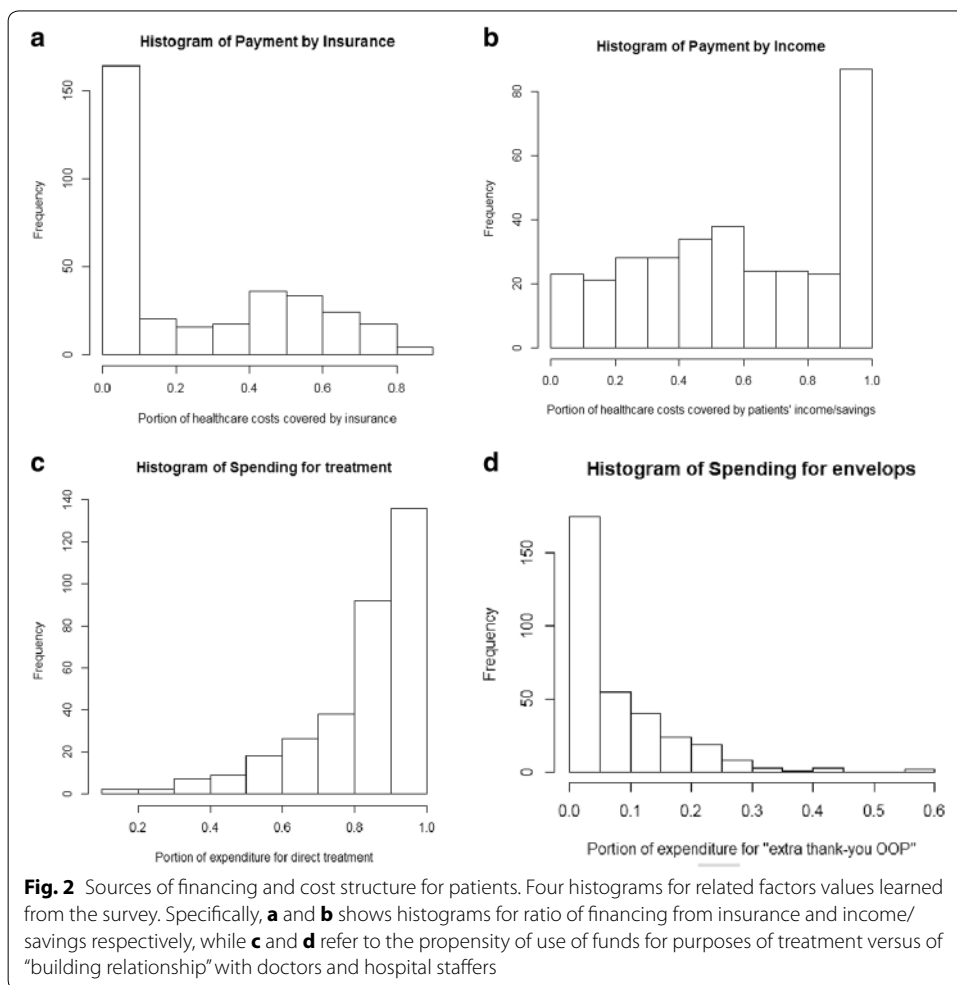 a
Histogram of Payment by Insurance
Frequency
0
50
100
150
0.0 0.2 0.4 0.6 0.8
Portion of healthcare costs covered by insurance
b
Histogram of Payment by Income
Frequency
0
20
40
60
80
0.0 0.2 0.4 0.6 0.8 1.0
Portion of healthcare costs covered by patients' income/savings
c
Histogram of Spending for treatment
Frequency
0
20
40
60
80
100
120
140
0.2 0.4 0.6 0.8 1.0
Portion of expenditure for direct treatment
d
Histogram of Spending for envelops
Frequency
0
50
100
150
0.0 0.1 0.2 0.3 0.4 0.5 0.6
Portion of expenditure for "extra thank-you OOP"
Fig. 2 Sources of financing and cost structure for patients. Four histograms for related factors values learned
from the survey. Specifically, a and b shows histograms for ratio of financing from insurance and income/
savings respectively, while c and d refer to the propensity of use of funds for purposes of treatment versus of
“building relationship” with doctors and hospital staffers